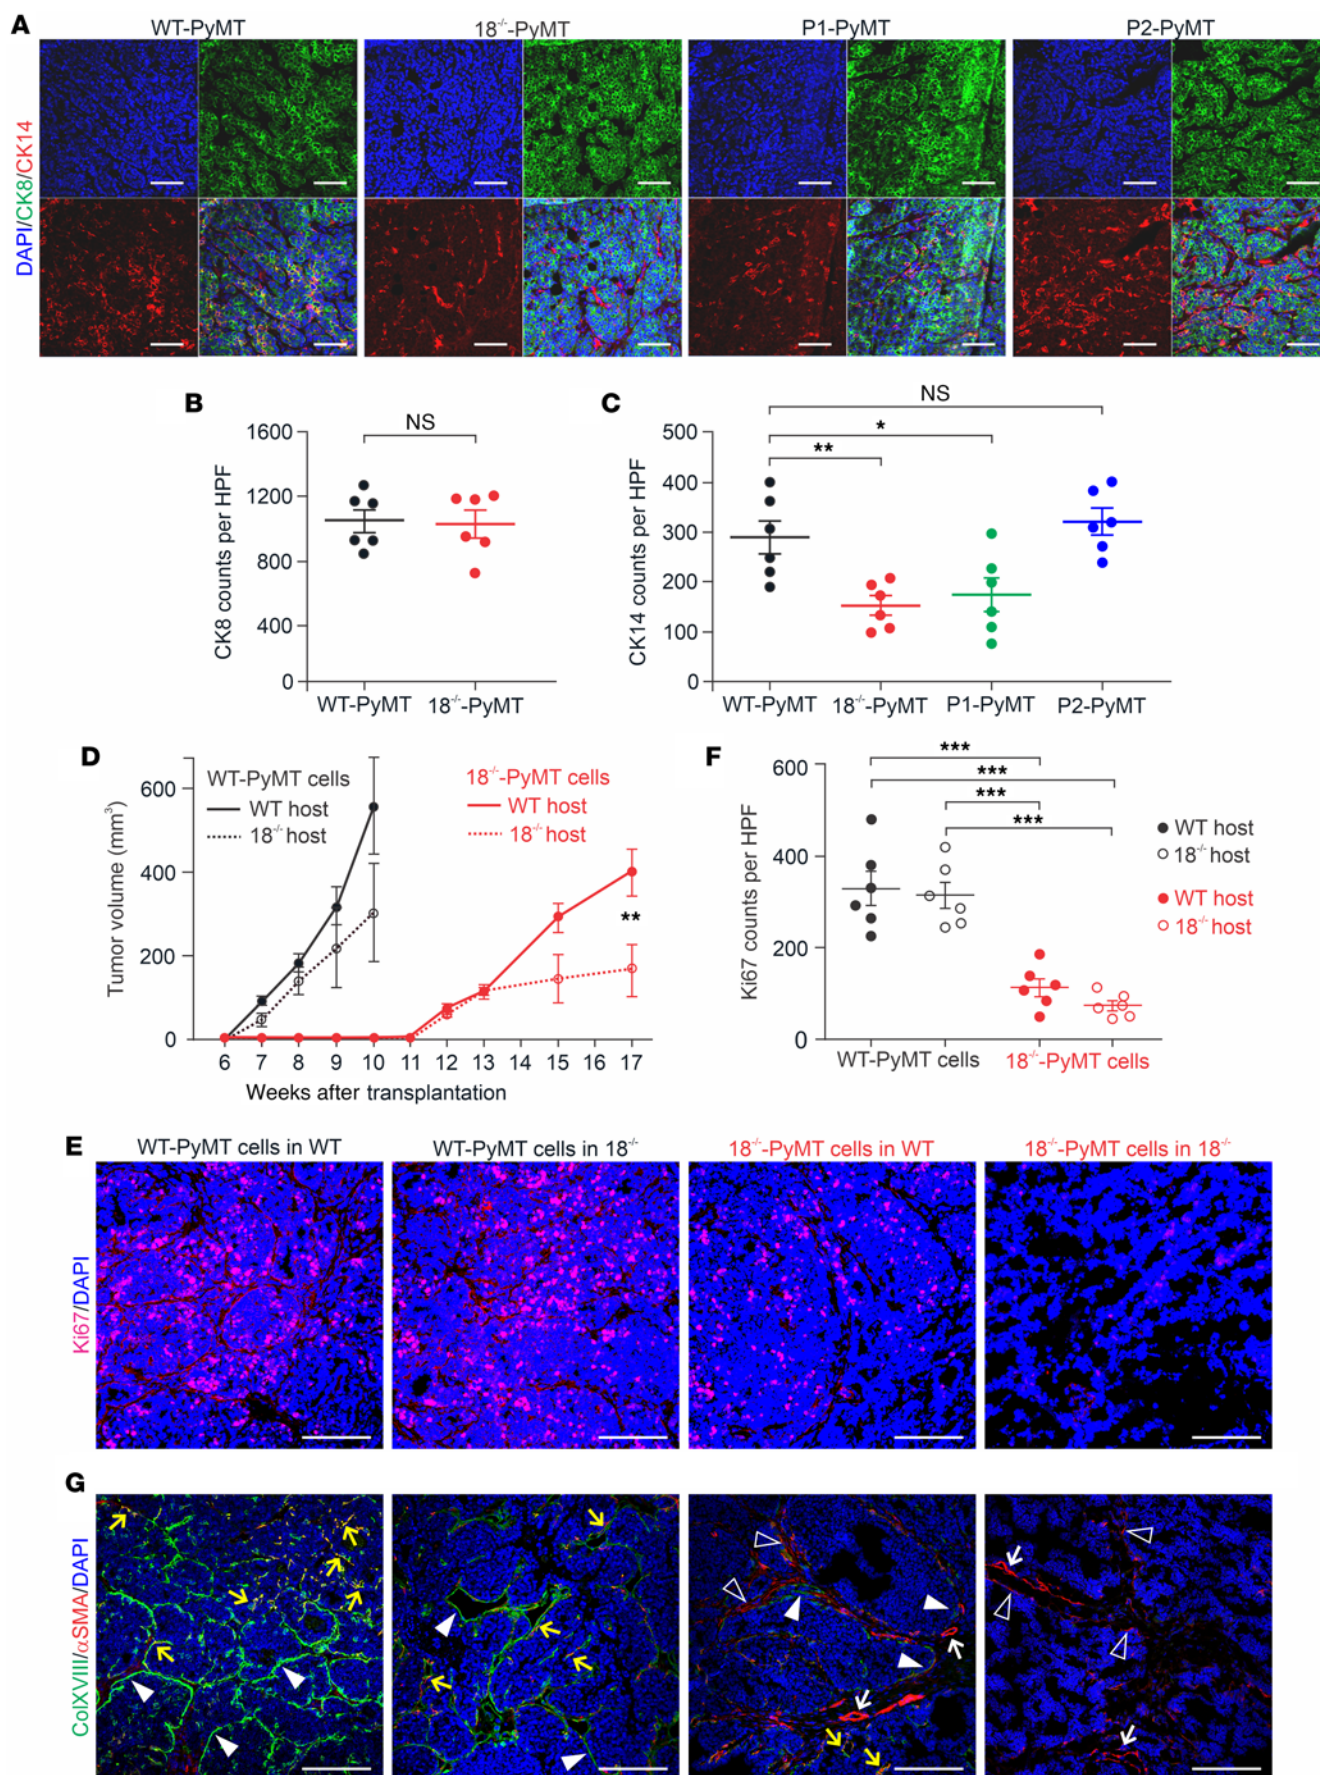 A
WT-PyMT
18⁻/⁻-PyMT
P1-PyMT
P2-PyMT
DAPI/CK8/CK14
B
NS
CK8 counts per HPF
1600
1200
800
400
0
WT-PyMT
18⁻/⁻-PyMT
C
NS
*
**
CK14 counts per HPF
500
400
300
200
100
0
WT-PyMT
18⁻/⁻-PyMT
P1-PyMT
P2-PyMT
D
WT-PyMT cells
WT host
18⁻/⁻ host
18⁻/⁻-PyMT cells
WT host
18⁻/⁻ host
**
Tumor volume (mm³)
600
400
200
0
6 7 8 9 10 11 12 13 14 15 16 17
Weeks after transplantation
F
***
***
***
***
Ki67 counts per HPF
600
400
200
0
WT host
18⁻/⁻ host
WT host
18⁻/⁻ host
WT-PyMT cells
18⁻/⁻-PyMT cells
E
WT-PyMT cells in WT
WT-PyMT cells in 18⁻/⁻
18⁻/⁻-PyMT cells in WT
18⁻/⁻-PyMT cells in 18⁻/⁻
Ki67/DAPI
G
ColXVIII/αSMA/DAPI